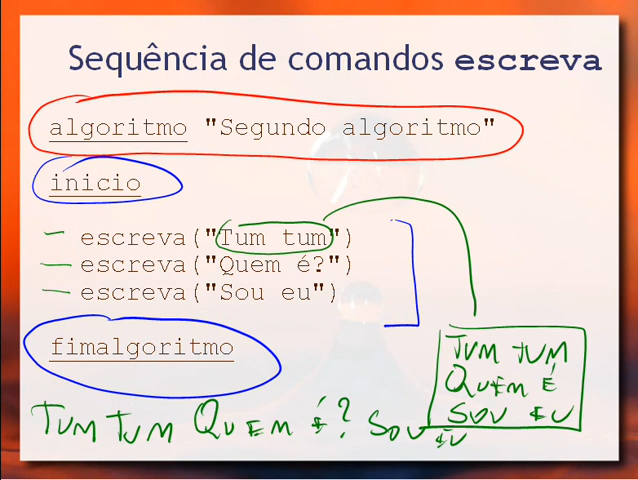 Sequência de comandos escreva
algoritmo "Segundo algoritmo"
inicio
escreva("Tum tum")
escreva("Quem é?")
escreva("Sou eu")
fimalgoritmo
TUM TUM
QUEM É
SOU EU
TUM TUM QUEM É? SOU
EU